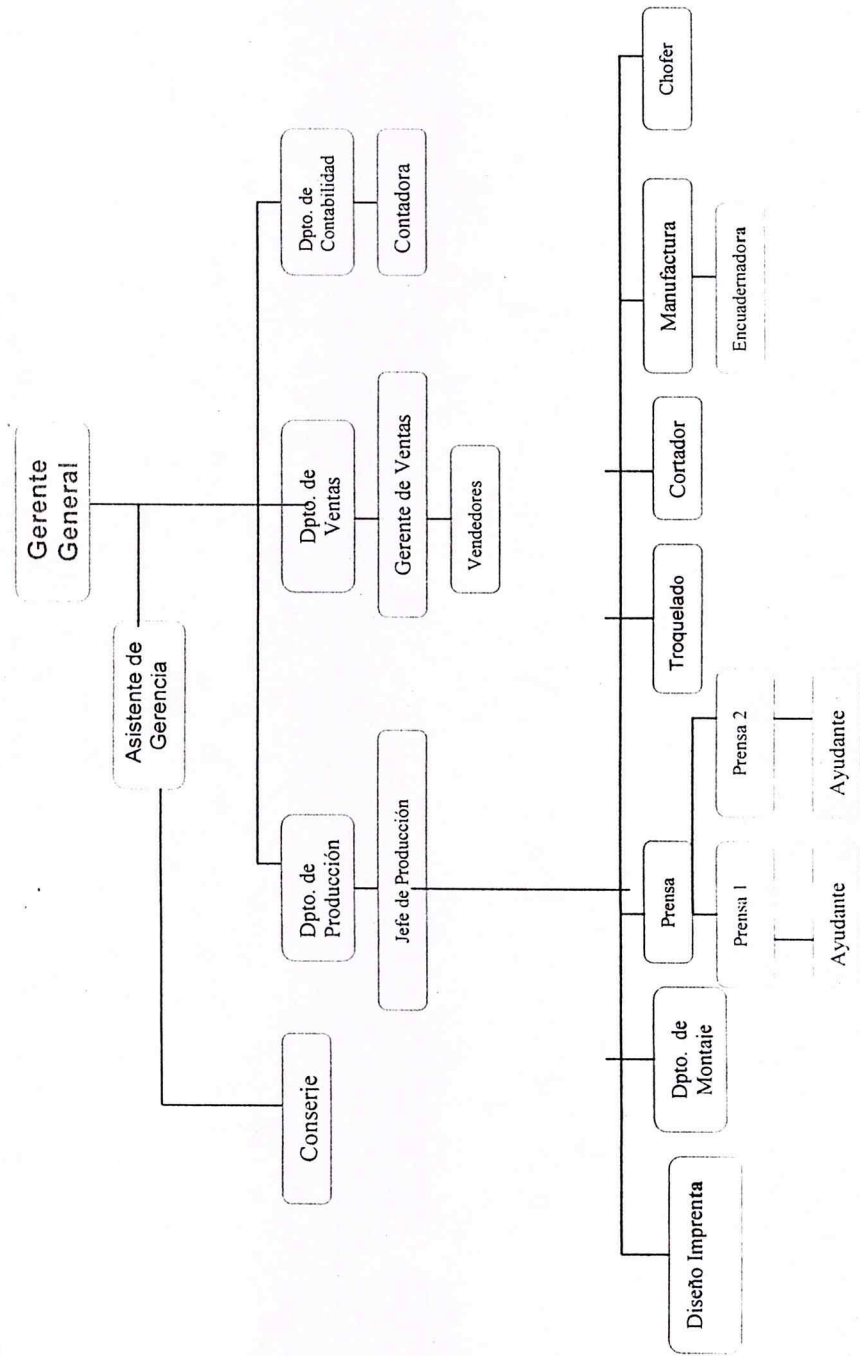 Gerente
General
Asistente de
Gerencia
Conserje
Dpto. de
Producción
Dpto. de
Ventas
Dpto. de
Contabilidad
Jefe de Producción
Gerente de Ventas
Contadora
Vendedores
Diseño Imprenta
Dpto. de
Montaje
Prensa
Troquelado
Cortador
Manufactura
Chofer
Prensa 1
Prensa 2
Encuadernadora
Ayudante
Ayudante